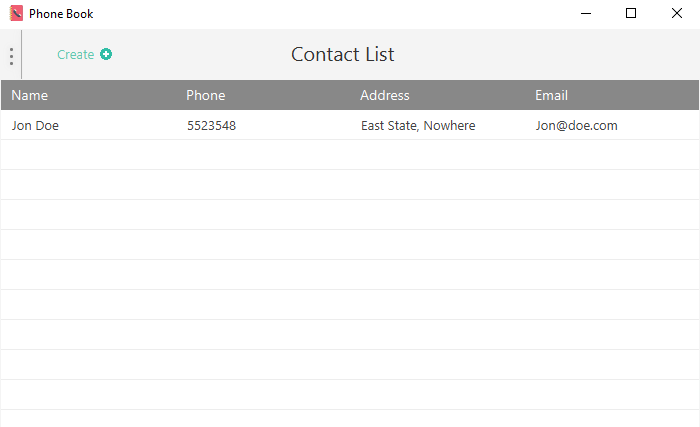 Phone Book
Create
Contact List
Name Phone Address Email
Jon Doe 5523548 East State, Nowhere Jon@doe.com